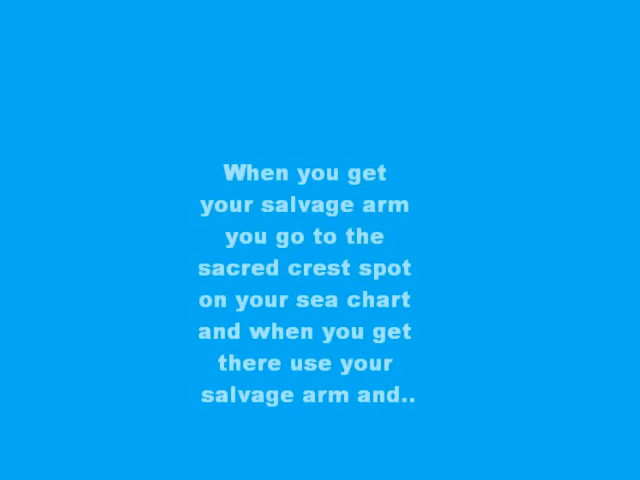 When you get
your salvage arm
you go to the
sacred crest spot
on your sea chart
and when you get
there use your
salvage arm and..